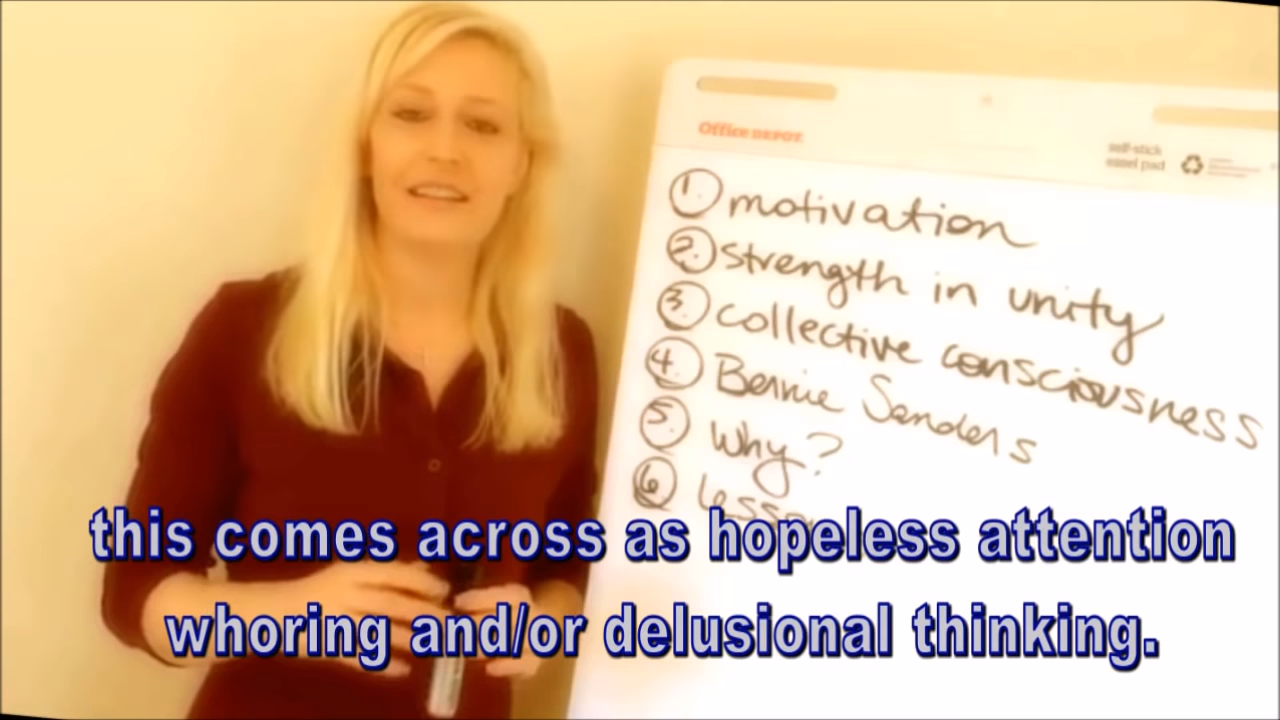 Office DEPOT
self-stick
easel pad
1. motivation
2. strength in unity
3. collective consciousness
4. Bernie Sanders
5. Why?
6
this comes across as hopeless attention
whoring and/or delusional thinking.